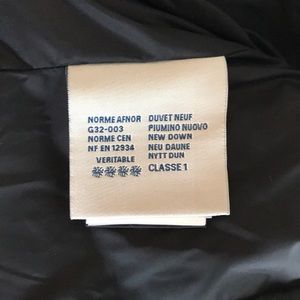 NORME AFNOR
G32-003
NORME CEN
NF EN 12934
VERITABLE
DUVET NEUF
PIUMINO NUOVO
NEW DOWN
NEU DAUNE
NYTT DUN
CLASSE 1